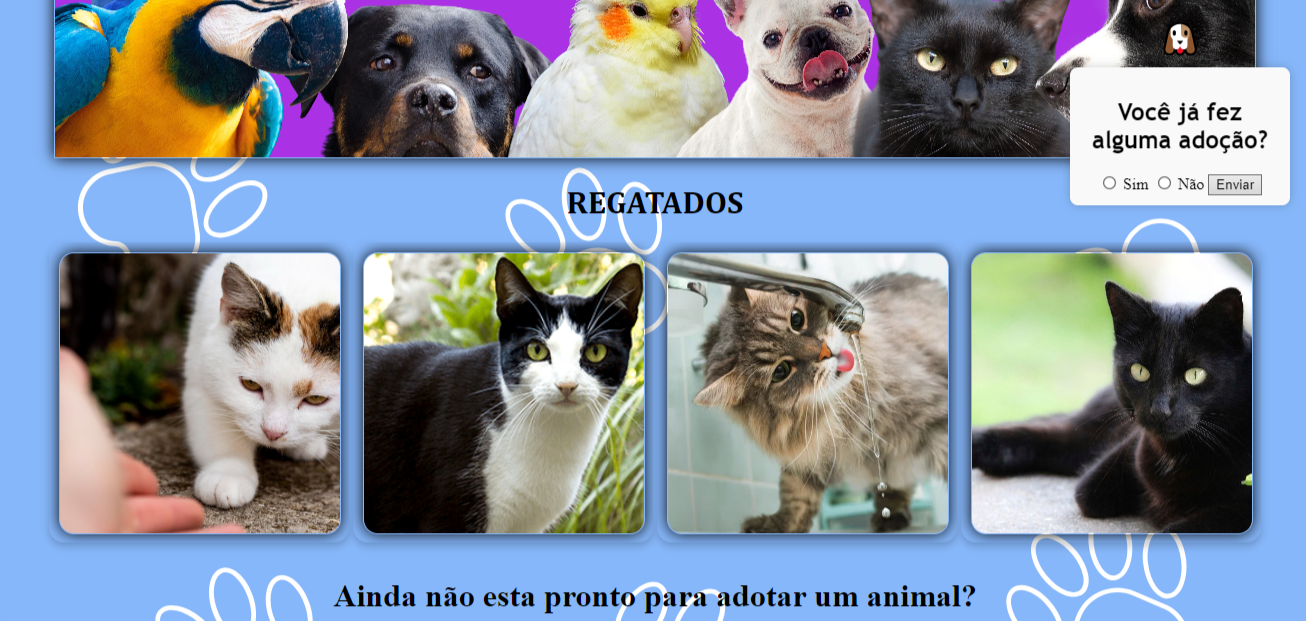 Você já fez
alguma adoção?
Sim Não Enviar
REGATADOS
Ainda não esta pronto para adotar um animal?